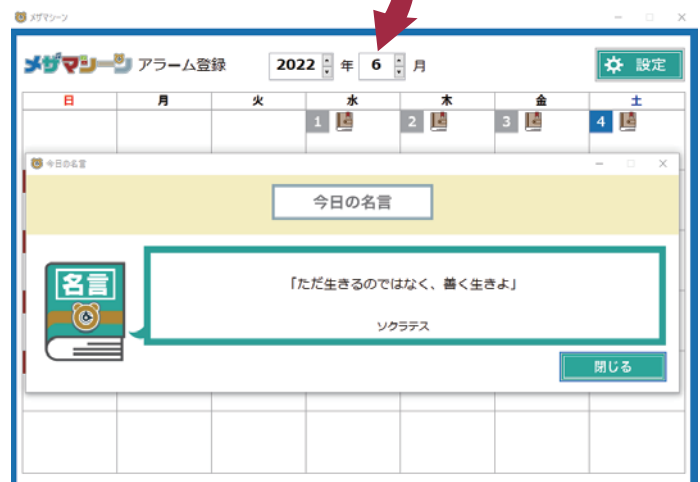 メザマシーン
メザマシーン アラーム登録 2022 年 6 月 設定
日 月 火 水 木 金 土
1 2 3 4
今日の名言
今日の名言
名言
「ただ生きるのではなく、善く生きよ」
ソクラテス
閉じる